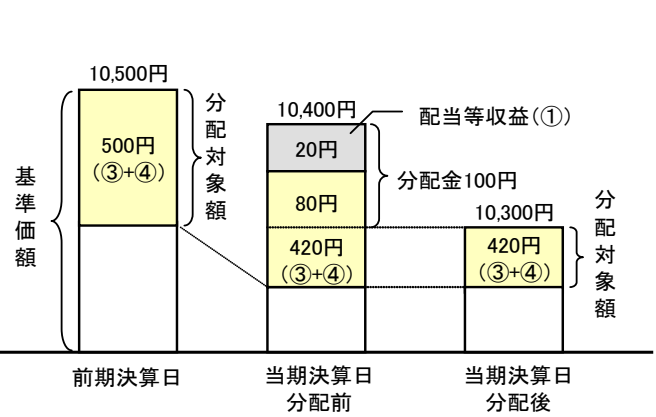 10,500円
500円
(③+④)
分配対象額
基準価額
前期決算日
10,400円
配当等収益(①)
20円
分配金100円
80円
420円
(③+④)
当期決算日
分配前
10,300円
420円
(③+④)
分配対象額
当期決算日
分配後